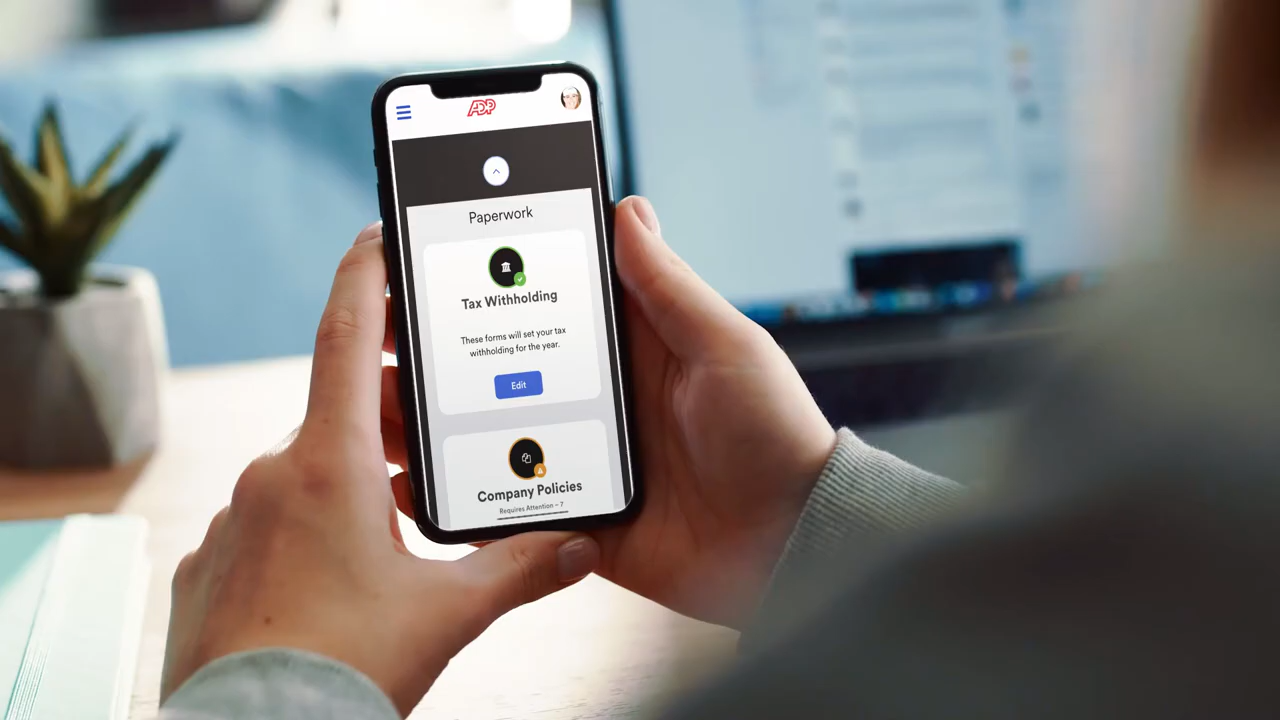 ADP
Paperwork
Tax Withholding
These forms will set your tax
withholding for the year.
Edit
Company Policies
Requires Attention – 7